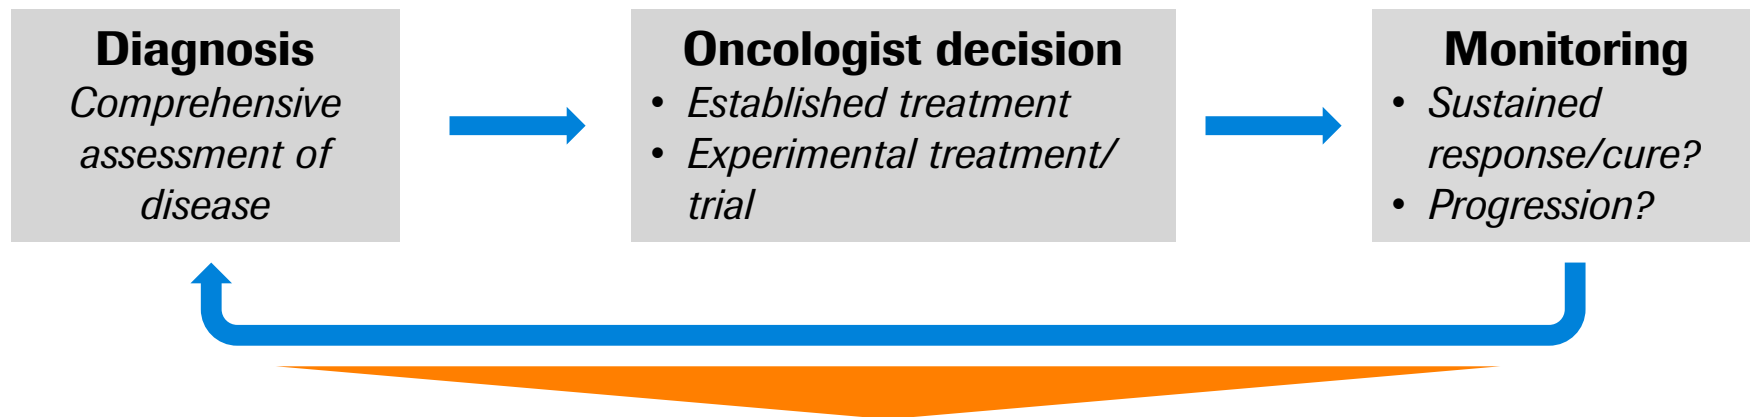 Diagnosis
Comprehensive
assessment of
disease
Oncologist decision
• Established treatment
• Experimental treatment/
trial
Monitoring
• Sustained
response/cure?
• Progression?